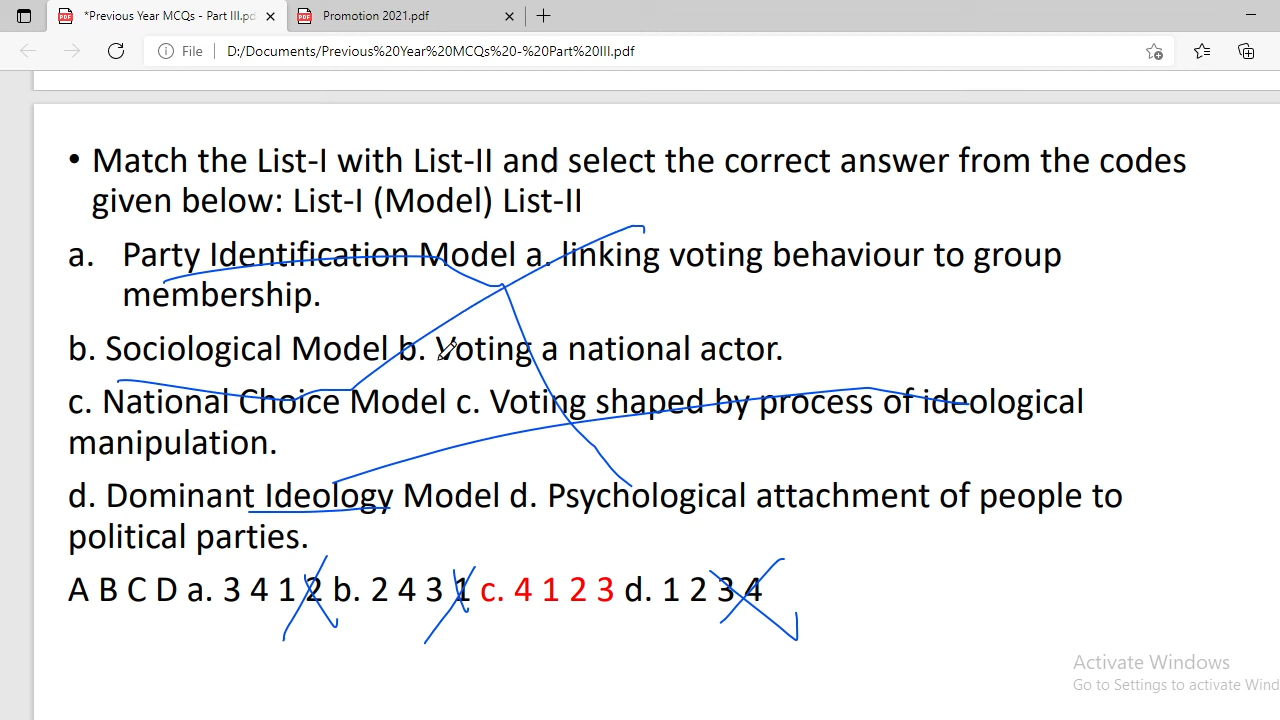 *Previous Year MCQs - Part III.pd
Promotion 2021.pdf
File
D:/Documents/Previous%20Year%20MCQs%20-%20Part%20III.pdf
• Match the List-I with List-II and select the correct answer from the codes
given below: List-I (Model) List-II
a. Party Identification Model a. linking voting behaviour to group
membership.
b. Sociological Model b. Voting a national actor.
c. National Choice Model c. Voting shaped by process of ideological
manipulation.
d. Dominant Ideology Model d. Psychological attachment of people to
political parties.
A B C D a. 3 4 1 2 b. 2 4 3 1 c. 4 1 2 3 d. 1 2 3 4
Activate Windows
Go to Settings to activate Wind